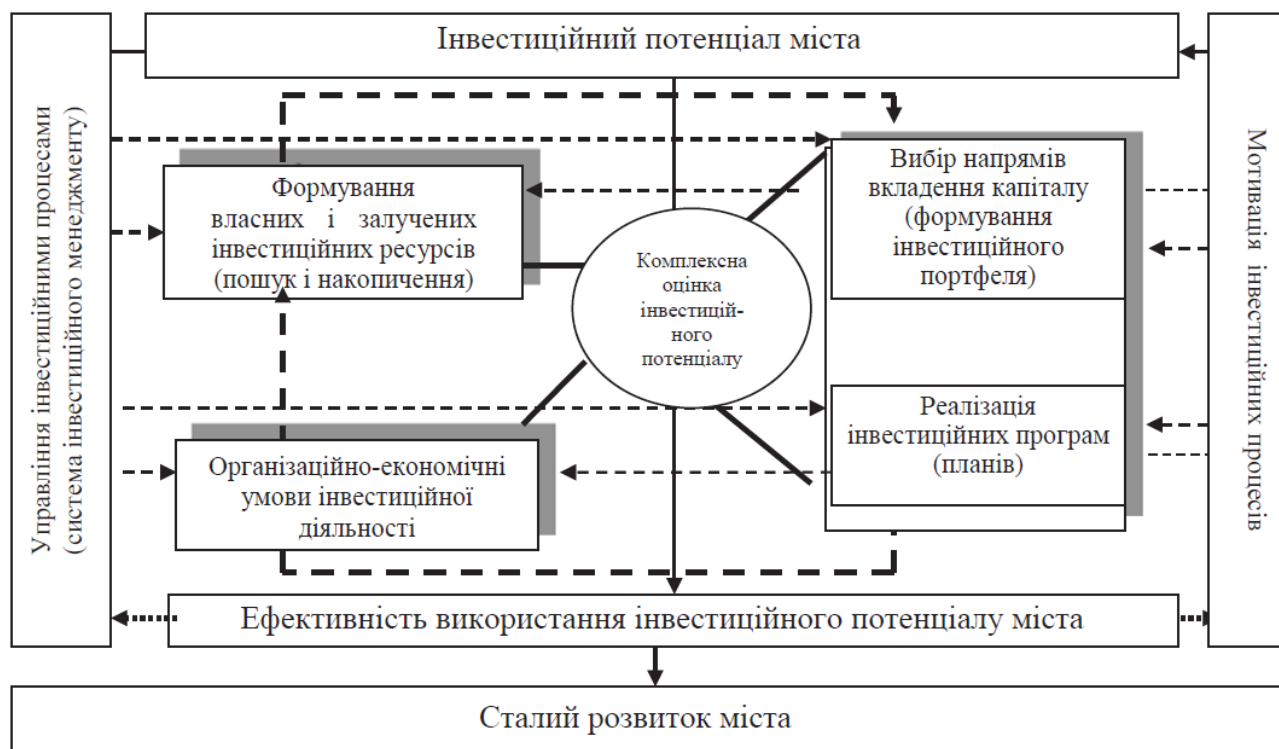 Інвестиційний потенціал міста
Управління інвестиційними процесами
(система інвестиційного менеджменту)
Формування
власних і залучених
інвестиційних ресурсів
(пошук і накопичення)
Комплексна
оцінка
інвестицій-
ного
потенціалу
Вибір напрямів
вкладення капіталу
(формування
інвестиційного
портфеля)
Мотивація інвестиційних процесів
Організаційно-економічні
умови інвестиційної
діяльності
Реалізація
інвестиційних програм
(планів)
Ефективність використання інвестиційного потенціалу міста
Сталий розвиток міста